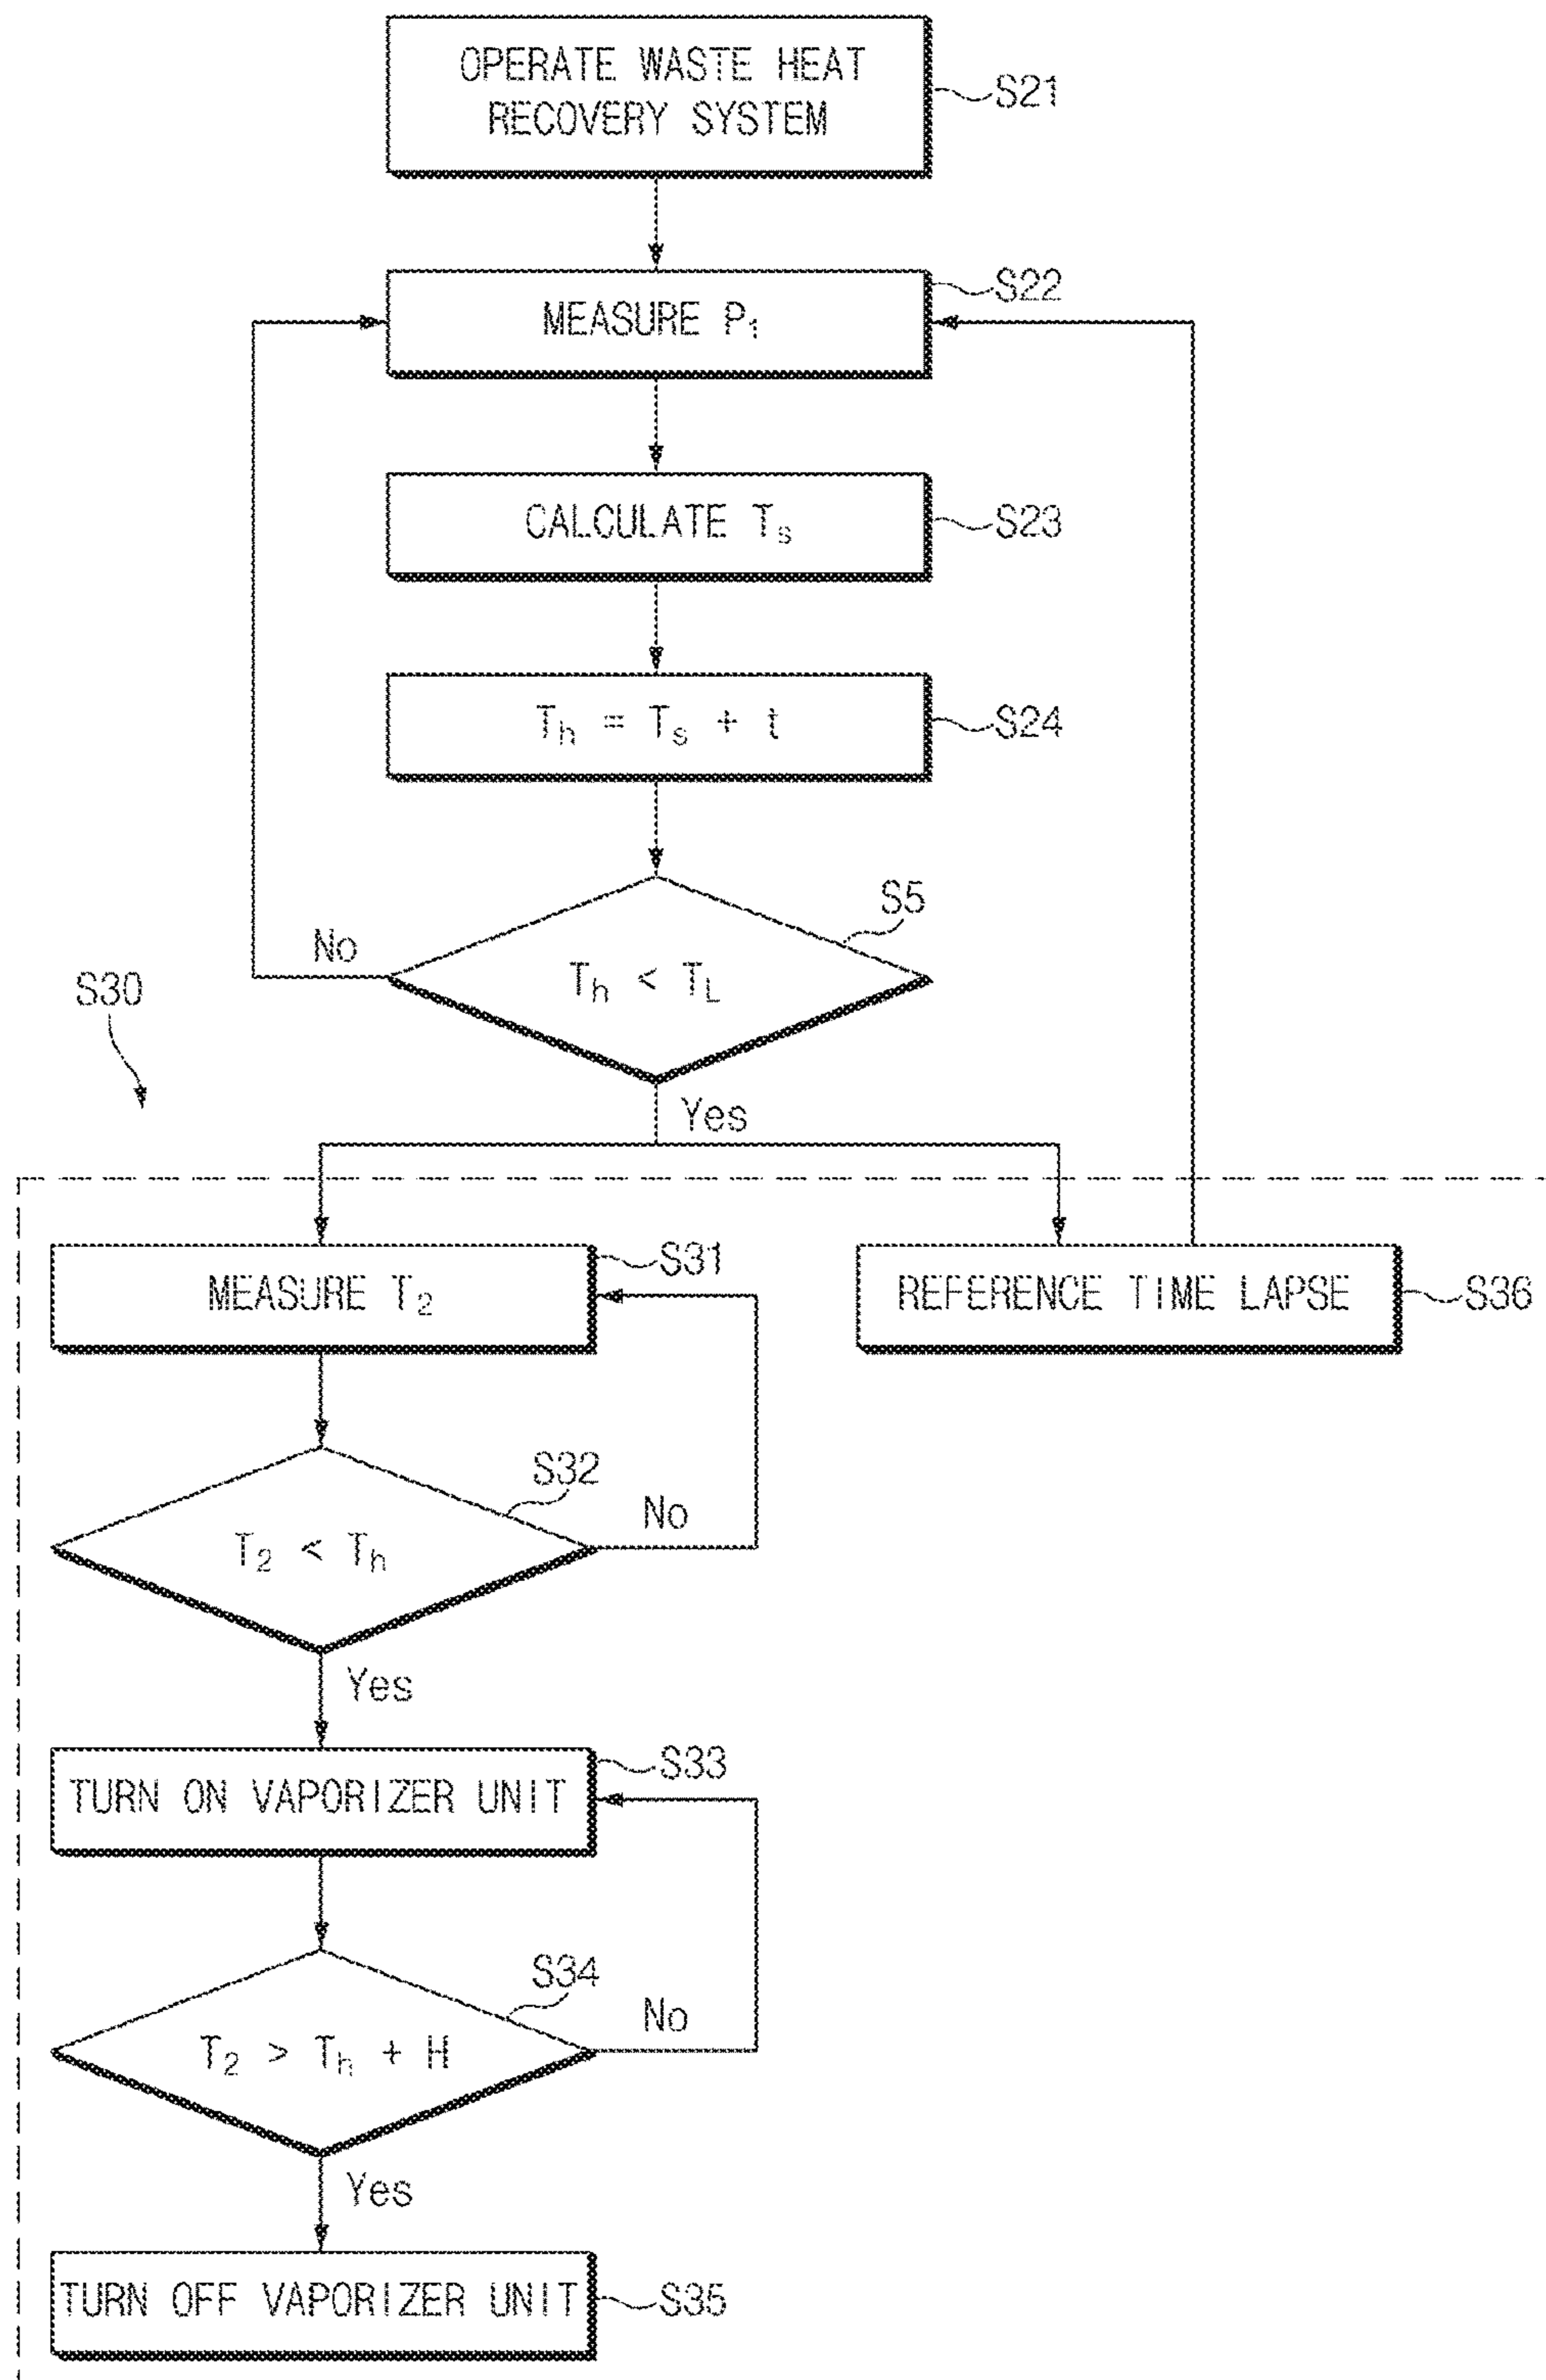 OPERATE WASTE HEAT
RECOVERY SYSTEM
S21
S22
MEASURE P₁
CALCULATE Tₛ
S23
Tₕ = Tₛ + t
S24
S5
No
Tₕ < T_L
S30
Yes
S31
MEASURE T₂
REFERENCE TIME LAPSE
S36
S32
No
T₂ < Tₕ
Yes
S33
TURN ON VAPORIZER UNIT
S34
No
T₂ > Tₕ + H
Yes
TURN OFF VAPORIZER UNIT
S35